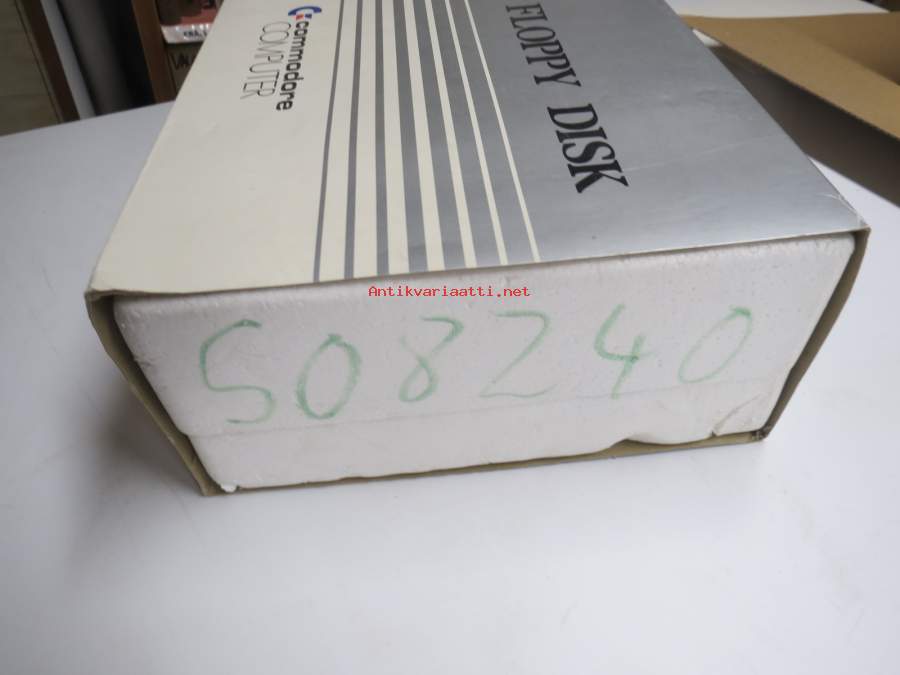 commodore
COMPUTER
FLOPPY DISK
Antikvariaatti.net
508240